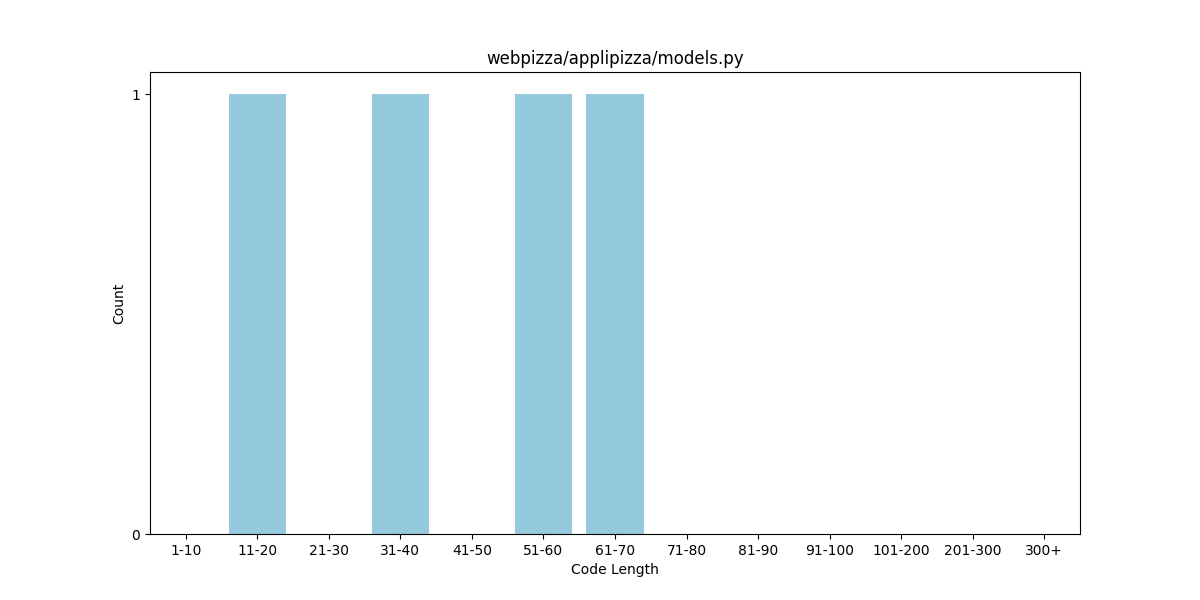 webpizza/applipizza/models.py
1
0
Count
1-10 11-20 21-30 31-40 41-50 51-60 61-70 71-80 81-90 91-100 101-200 201-300 300+
Code Length